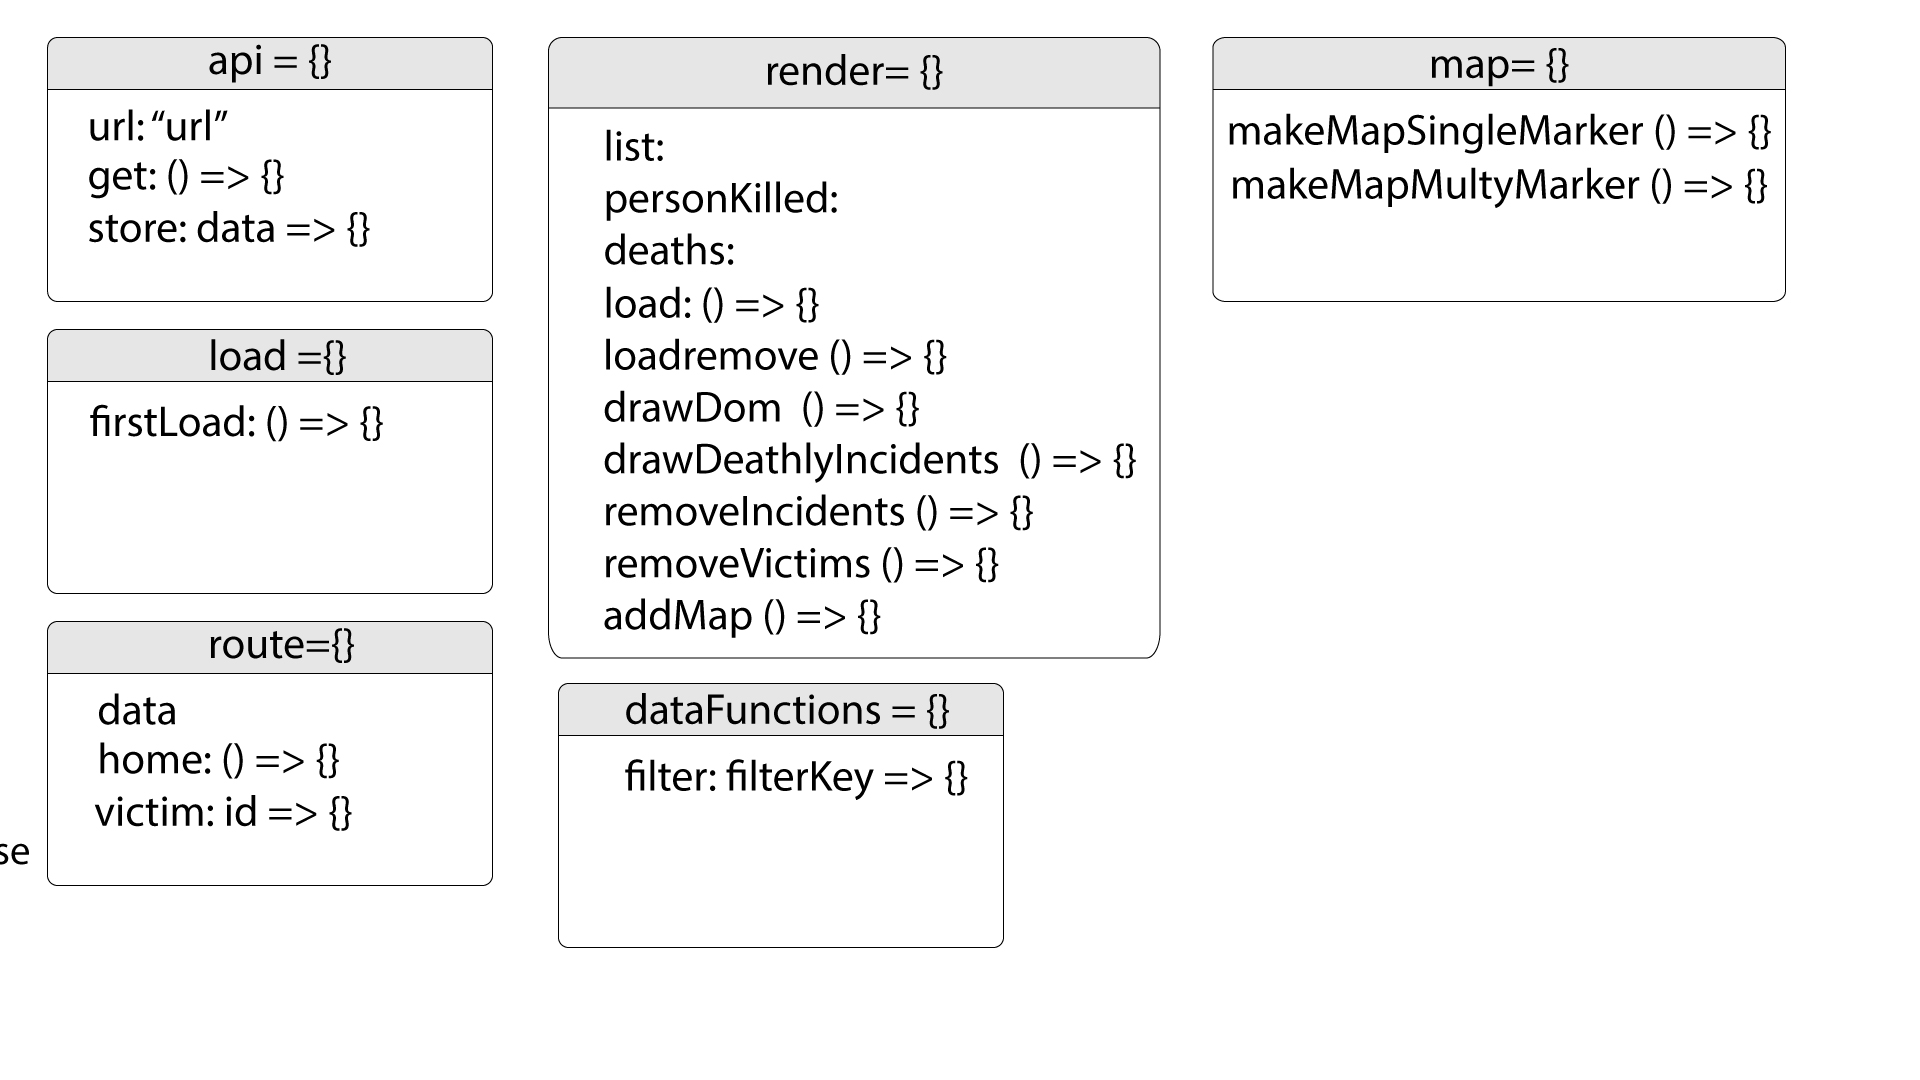 api = {}
url: “url”
get: () => {}
store: data => {}
load ={}
firstLoad: () => {}
route={}
data
home: () => {}
victim: id => {}
se
render= {}
list:
personKilled:
deaths:
load: () => {}
loadremove () => {}
drawDom  () => {}
drawDeathlyIncidents  () => {}
removeIncidents () => {}
removeVictims () => {}
addMap () => {}
dataFunctions = {}
filter: filterKey => {}
map= {}
makeMapSingleMarker () => {}
makeMapMultyMarker () => {}